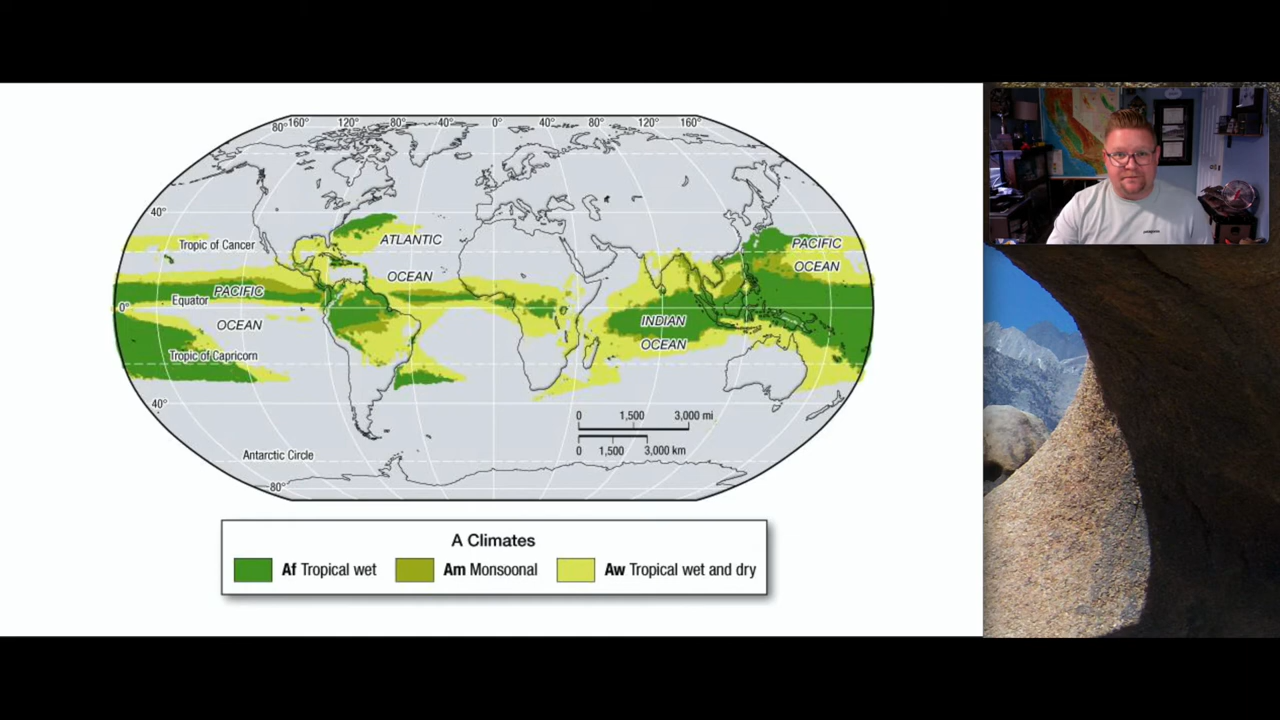 80° 160° 120° 80° 40° 0° 40° 80° 120° 160°
40°
Tropic of Cancer
ATLANTIC
OCEAN
PACIFIC
OCEAN
PACIFIC
Equator
0°
OCEAN
INDIAN
OCEAN
Tropic of Capricorn
40°
0 1,500 3,000 mi
0 1,500 3,000 km
Antarctic Circle
80°
A Climates
Af Tropical wet
Am Monsoonal
Aw Tropical wet and dry